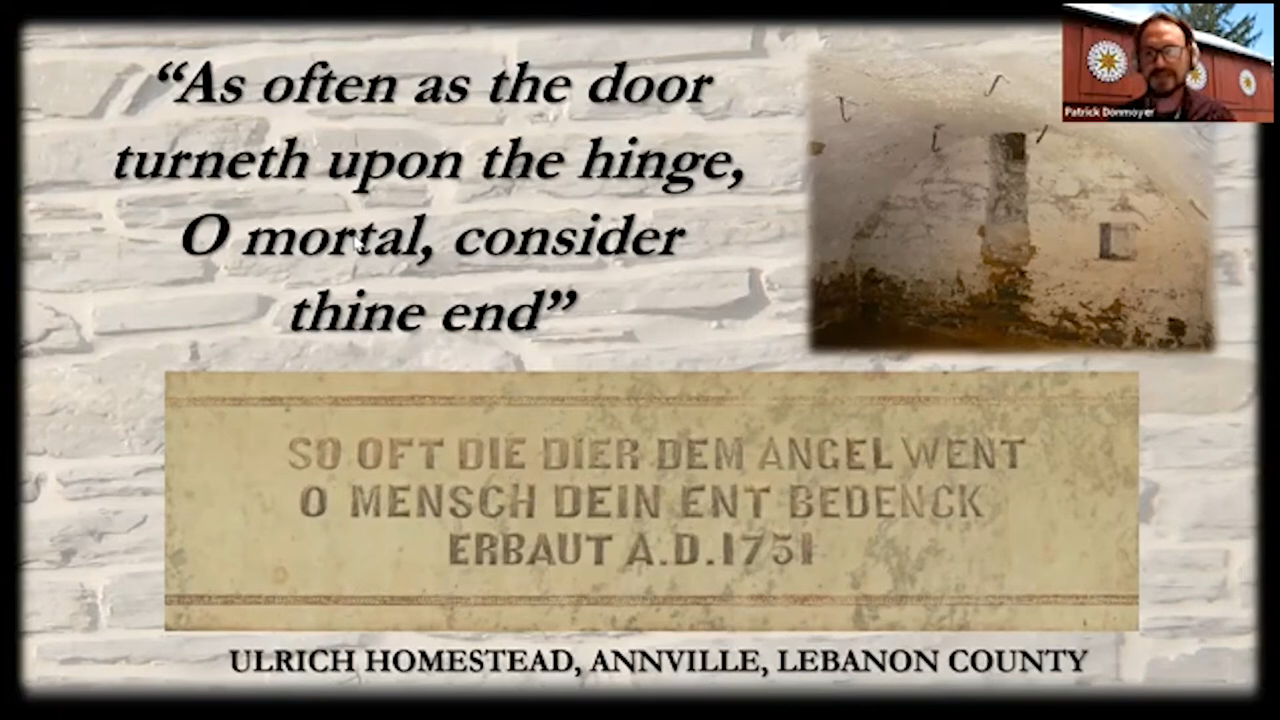 “As often as the door
turneth upon the hinge,
O mortal, consider
thine end”
Patrick Donmoyer
SO OFT DIE DIER DEM ANGEL WENT
O MENSCH DEIN ENT BEDENCK
ERBAUT A.D.1751
ULRICH HOMESTEAD, ANNVILLE, LEBANON COUNTY